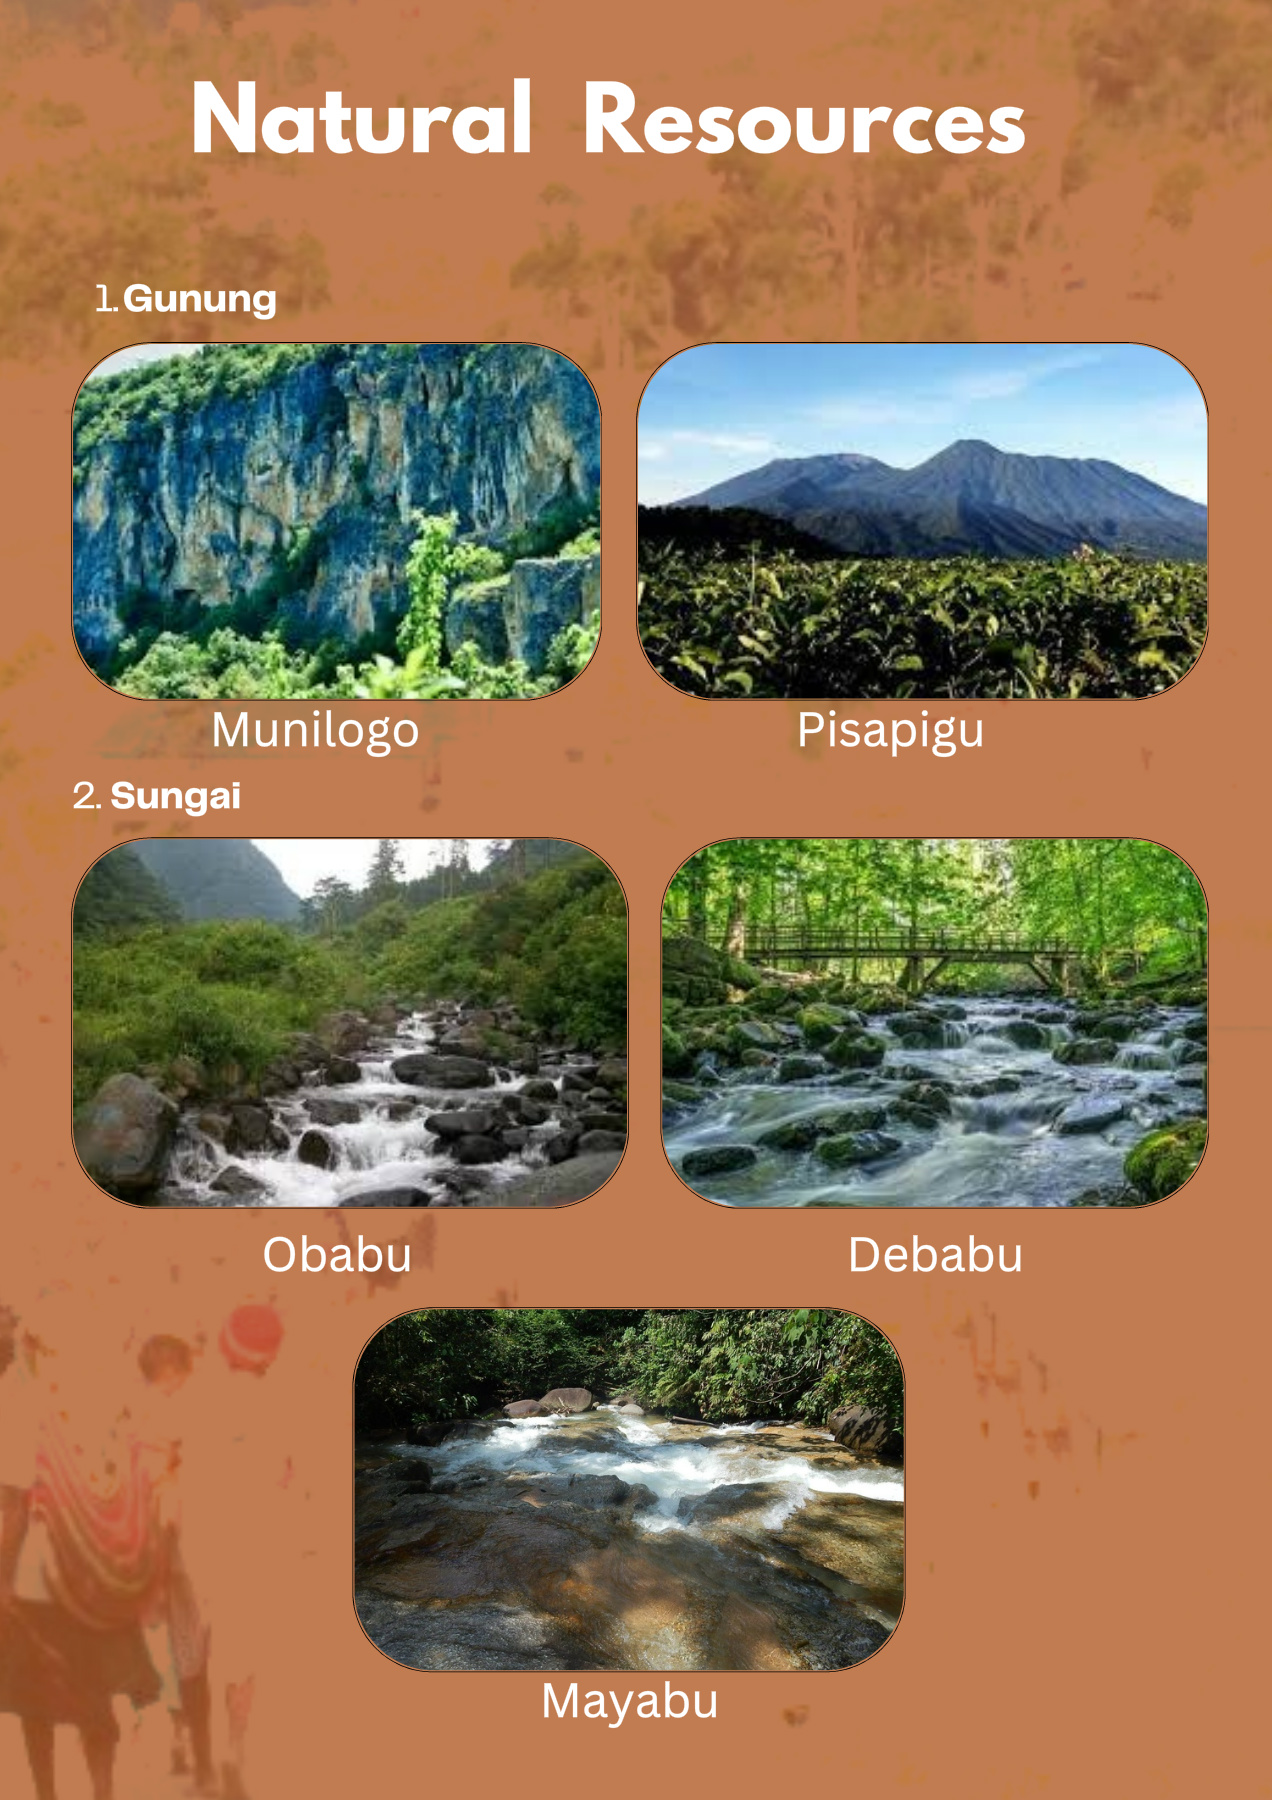 Natural Resources
1. Gunung
Munilogo
Pisapigu
2. Sungai
Obabu
Debabu
Mayabu